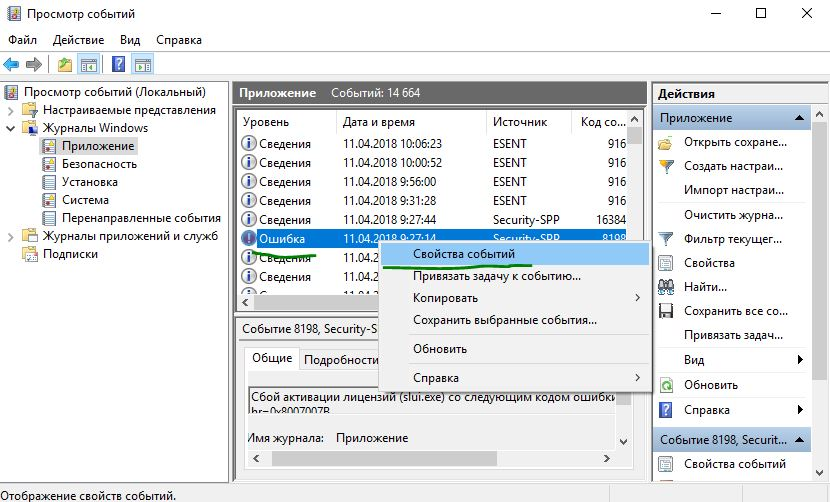 Просмотр событий
Файл Действие Вид Справка
Просмотр событий (Локальный)
Настраиваемые представления
Журналы Windows
Приложение
Безопасность
Установка
Система
Перенаправленные события
Журналы приложений и служб
Подписки
Приложение Событий: 14 664
Уровень Дата и время Источник Код со...
Сведения 11.04.2018 10:06:23 ESENT 916
Сведения 11.04.2018 10:00:52 ESENT 916
Сведения 11.04.2018 9:56:00 ESENT 916
Сведения 11.04.2018 9:31:28 ESENT 916
Сведения 11.04.2018 9:27:44 Security-SPP 16384
Ошибка 11.04.2018 9:27:14 Security-SPP 8198
Сведения 11.04.2
Сведения 11.04.2
Сведения 11.04.2
Свойства событий
Привязать задачу к событию...
Копировать
Сохранить выбранные события...
Обновить
Справка
Событие 8198, Security-S
Общие Подробности
Сбой активации лицензий (slui.exe) со следующим кодом ошибки
hr=0x8007007B
Имя журнала: Приложение
Действия
Приложение
Открыть сохране...
Создать настраи...
Импорт настраи...
Очистить журна...
Фильтр текущег...
Свойства
Найти...
Сохранить все со...
Привязать задач...
Вид
Обновить
Справка
Событие 8198, Securit...
Свойства событий
Отображение свойств событий.